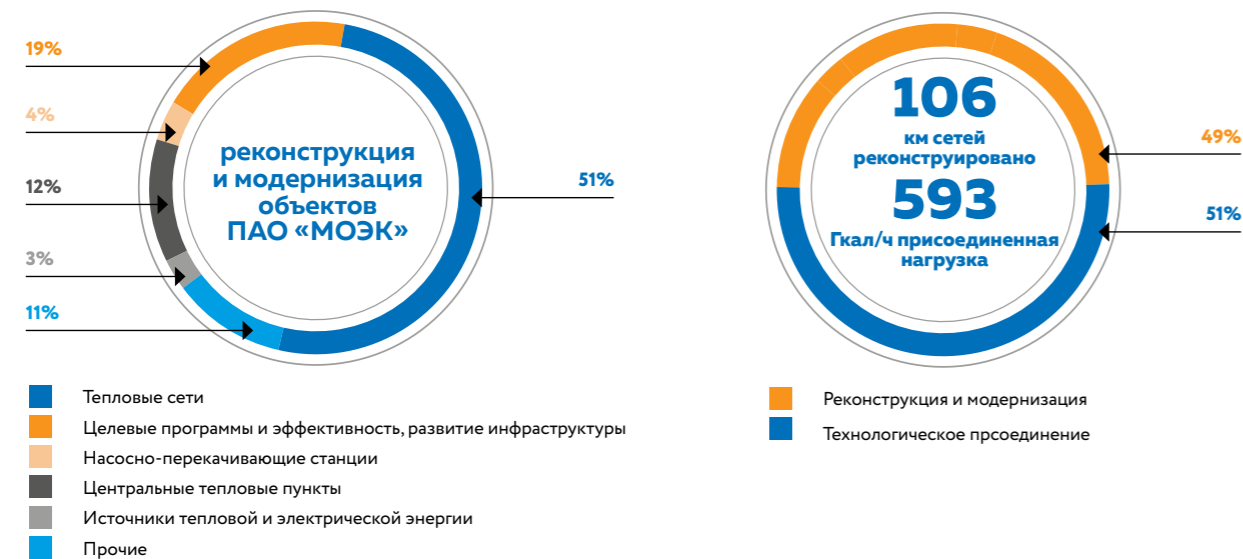 19%
4%
12%
3%
11%
реконструкция
и модернизация
объектов
ПАО «МОЭК»
51%
Тепловые сети
Целевые программы и эффективность, развитие инфраструктуры
Насосно-перекачивающие станции
Центральные тепловые пункты
Источники тепловой и электрической энергии
Прочие
106
км сетей
реконструировано
593
Гкал/ч присоединенная
нагрузка
49%
51%
Реконструкция и модернизация
Технологическое прсоединение